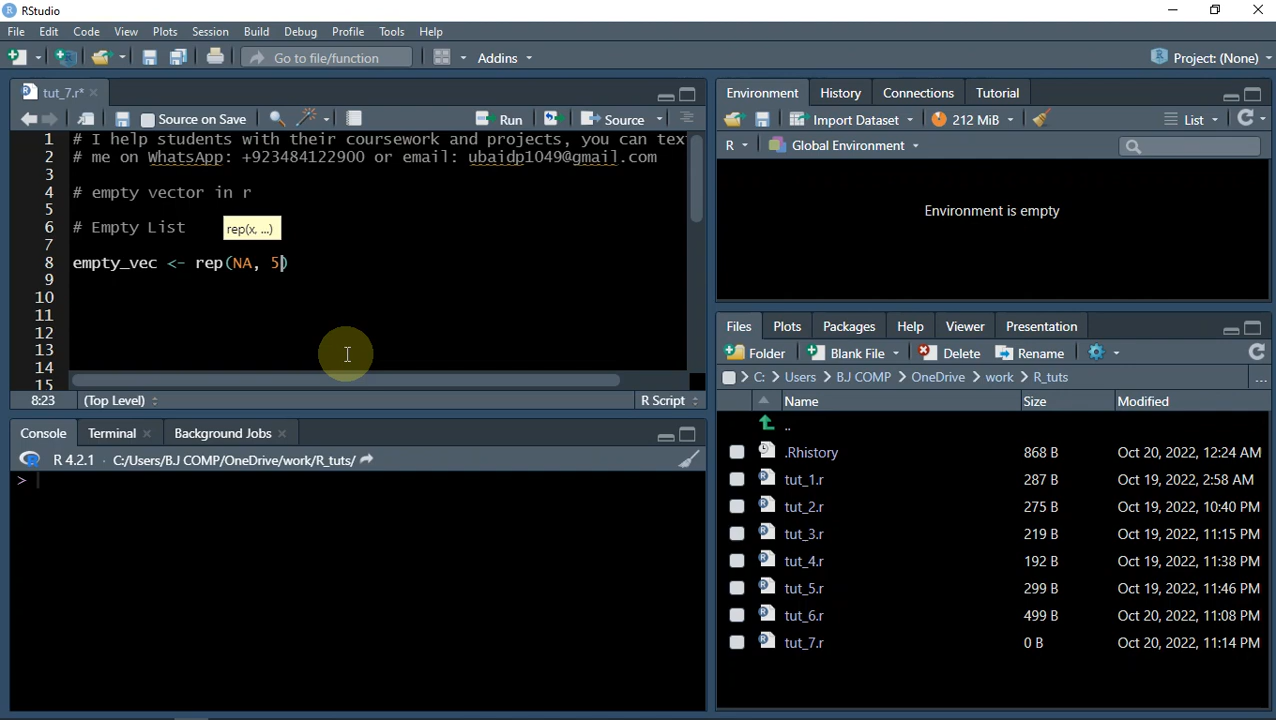 RStudio
File Edit Code View Plots Session Build Debug Profile Tools Help
Go to file/function Addins Project: (None)
tut_7.r*
Source on Save Run Source
1 # I help students with their coursework and projects, you can tex
2 # me on WhatsApp: +923484122900 or email: ubaidp1049@gmail.com
3
4 # empty vector in r
5
6 # Empty List
rep(x, ...)
7
8 empty_vec <- rep(NA, 5)
9
10
11
12
13
14
15
8:23 (Top Level) R Script
Console Terminal Background Jobs
R 4.2.1 · C:/Users/B.J COMP/OneDrive/work/R_tuts/
>
Environment History Connections Tutorial
Import Dataset 212 MiB List
R Global Environment
Environment is empty
Files Plots Packages Help Viewer Presentation
Folder Blank File Delete Rename
C: Users B.J COMP OneDrive work R_tuts ...
Name Size Modified
..
.Rhistory 868 B Oct 20, 2022, 12:24 AM
tut_1.r 287 B Oct 19, 2022, 2:58 AM
tut_2.r 275 B Oct 19, 2022, 10:40 PM
tut_3.r 219 B Oct 19, 2022, 11:15 PM
tut_4.r 192 B Oct 19, 2022, 11:38 PM
tut_5.r 299 B Oct 19, 2022, 11:46 PM
tut_6.r 499 B Oct 20, 2022, 11:08 PM
tut_7.r 0 B Oct 20, 2022, 11:14 PM